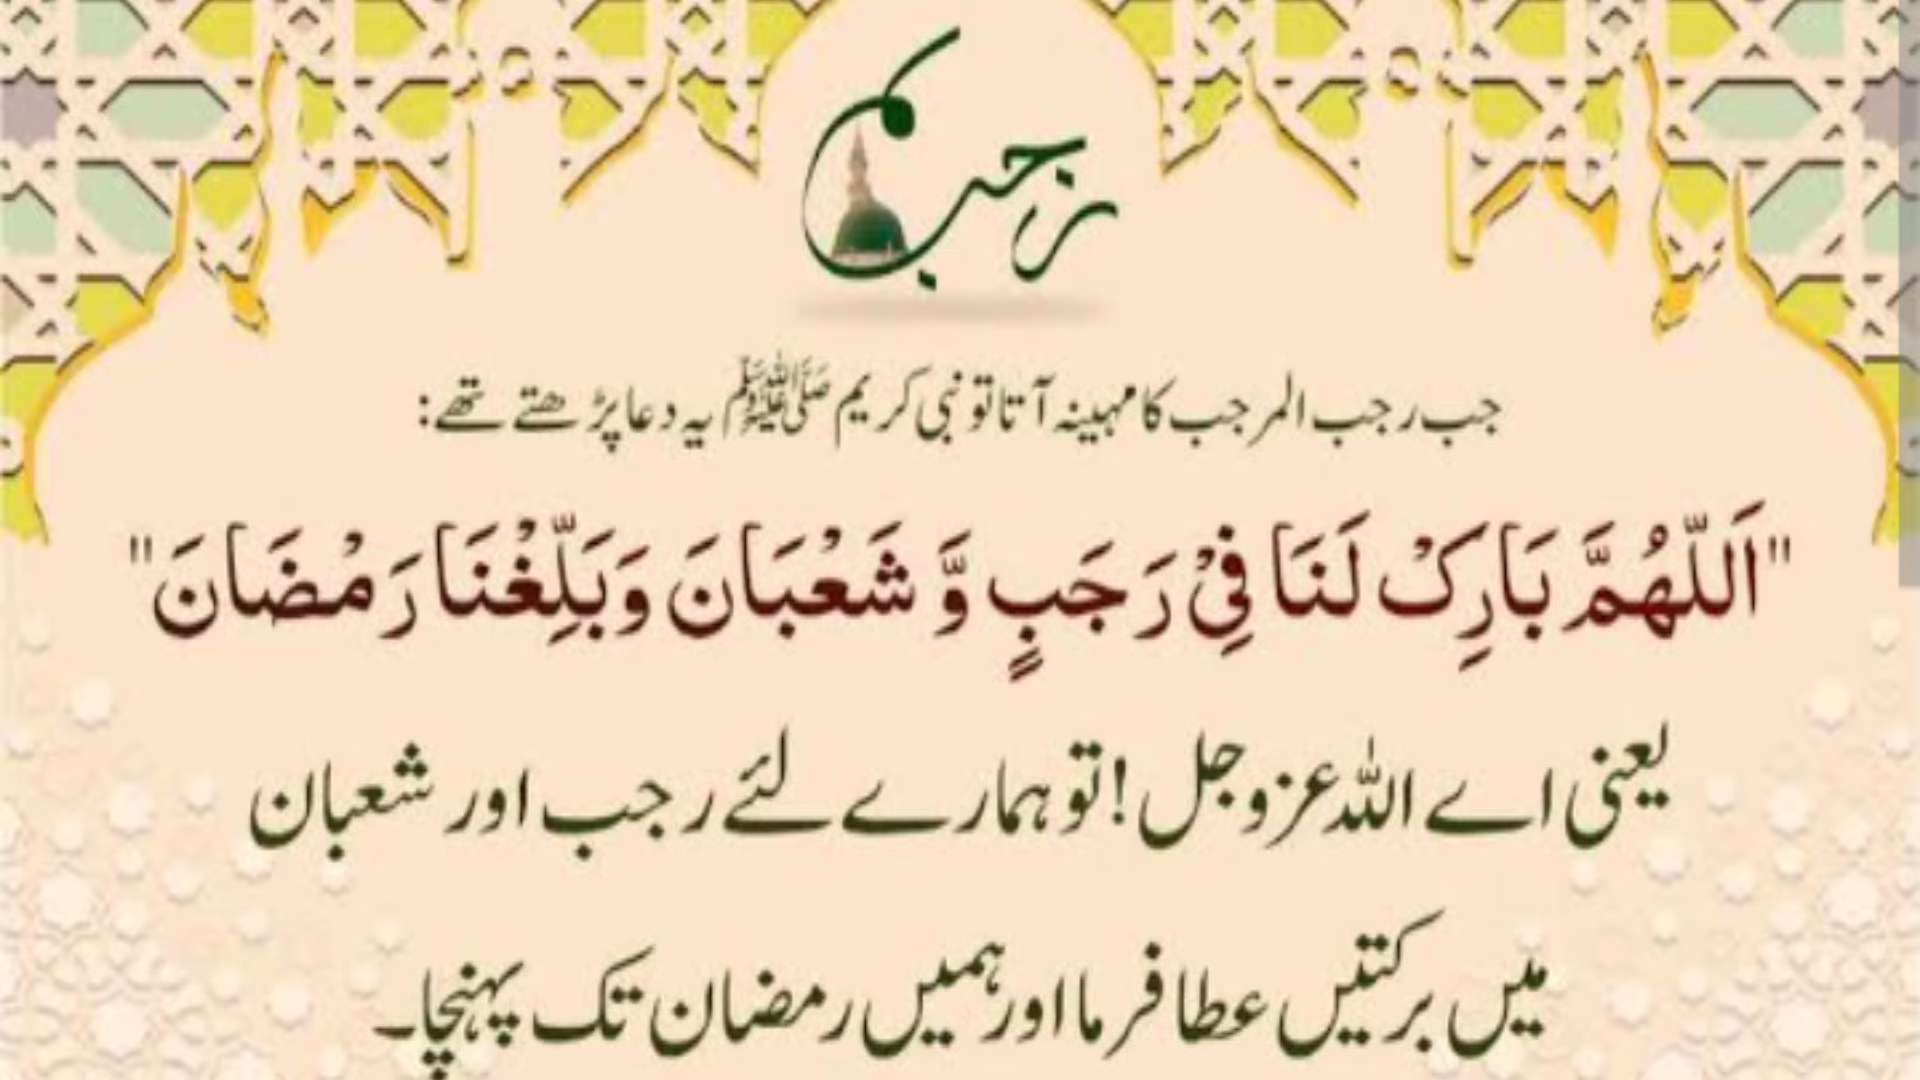 رجب
جب رجب المرجب کا مہینہ آتا تو نبی کریم ﷺ یہ دعا پڑھتے تھے:
"اَللّٰهُمَّ بَارِکْ لَنَا فِیْ رَجَبٍ وَّ شَعْبَانَ وَبَلِّغْنَا رَمْضَانَ"
یعنی اے اللہ عزوجل! تو ہمارے لئے رجب اور شعبان
میں برکتیں عطا فرما اور ہمیں رمضان تک پہنچا۔